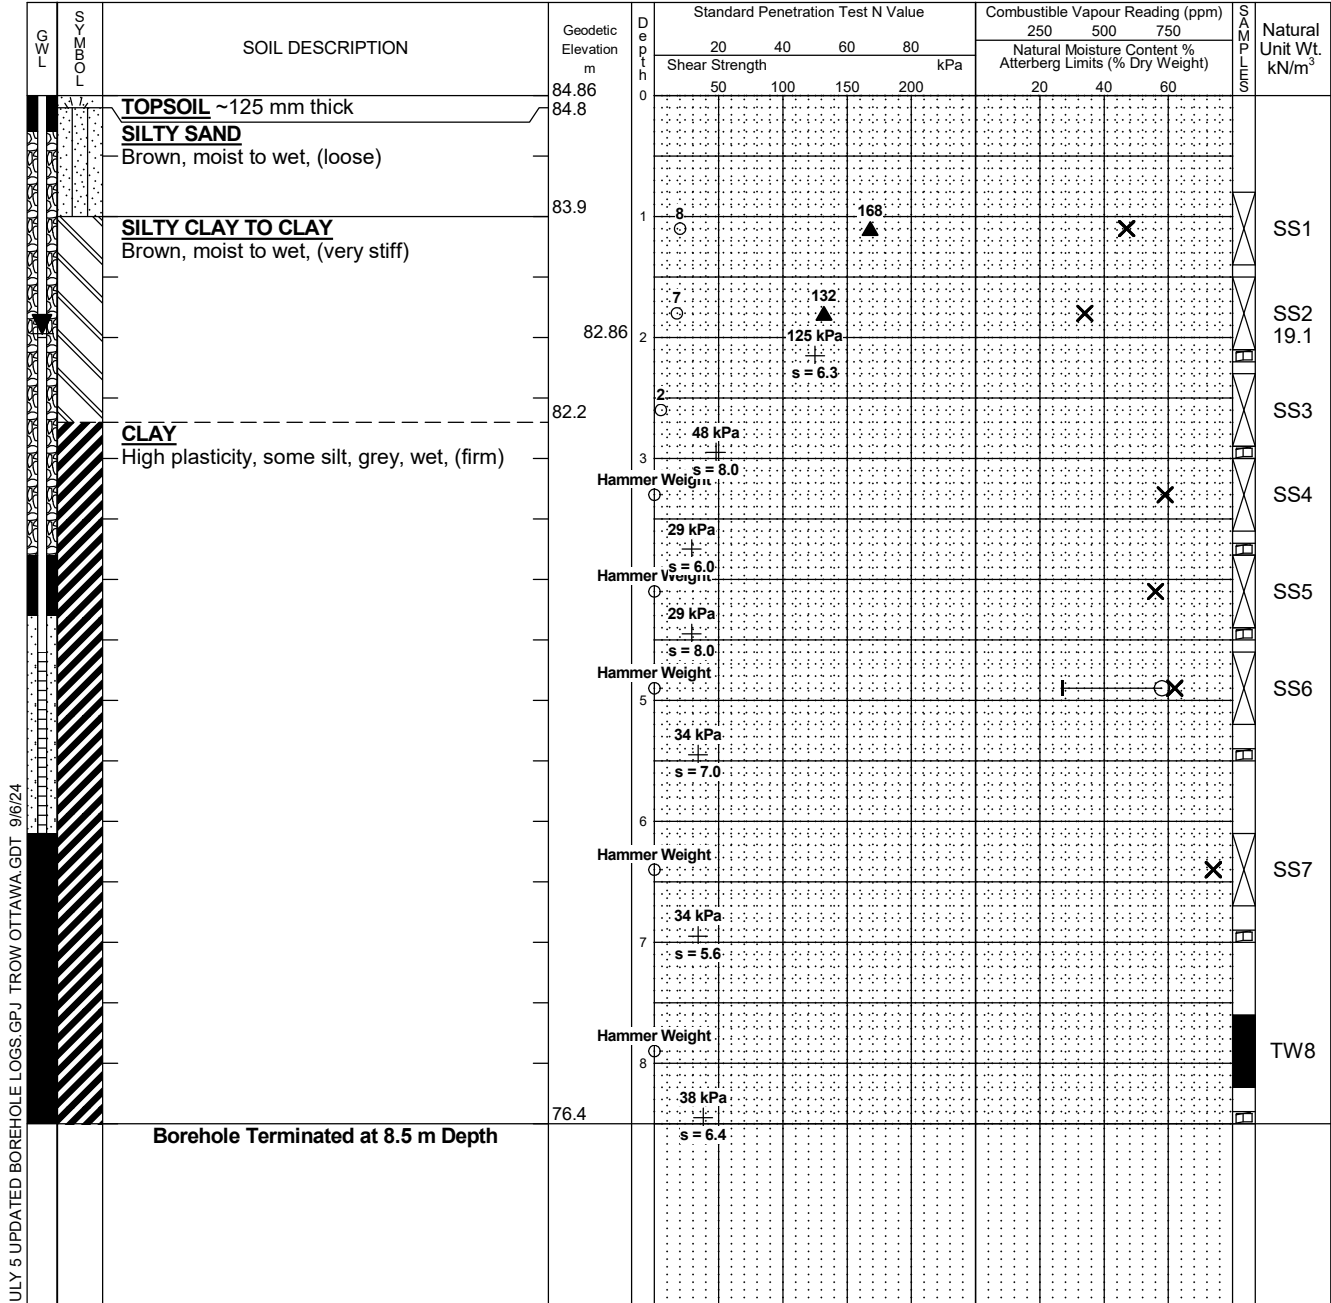 GWL
SYMBOL
SOIL DESCRIPTION
Geodetic
Elevation
m
Depth
Standard Penetration Test N Value
20 40 60 80
Shear Strength kPa
50 100 150 200
Combustible Vapour Reading (ppm)
250 500 750
Natural Moisture Content %
Atterberg Limits (% Dry Weight)
20 40 60
SAMPLES
Natural
Unit Wt.
kN/m³
84.86
0
TOPSOIL ~125 mm thick
84.8
SILTY SAND
Brown, moist to wet, (loose)
83.9
8 168
1
SS1
SILTY CLAY TO CLAY
Brown, moist to wet, (very stiff)
7 132
SS2
82.86
19.1
125 kPa
2
s = 6.3
2
SS3
82.2
CLAY
High plasticity, some silt, grey, wet, (firm)
48 kPa
3
s = 8.0
Hammer Weight
SS4
29 kPa
s = 6.0
Hammer Weight
SS5
29 kPa
s = 8.0
Hammer Weight
SS6
5
34 kPa
s = 7.0
6
Hammer Weight
SS7
34 kPa
7
s = 5.6
Hammer Weight
TW8
8
38 kPa
76.4
s = 6.4
Borehole Terminated at 8.5 m Depth
ULY 5 UPDATED BOREHOLE LOGS.GPJ TROW OTTAWA.GDT 9/6/24